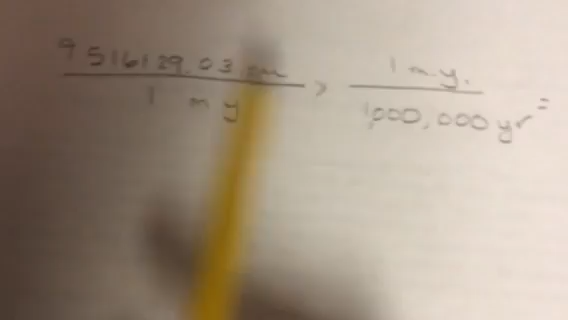 9516129.03 cm 1 m.y.
1 m y > 1,000,000 yr =